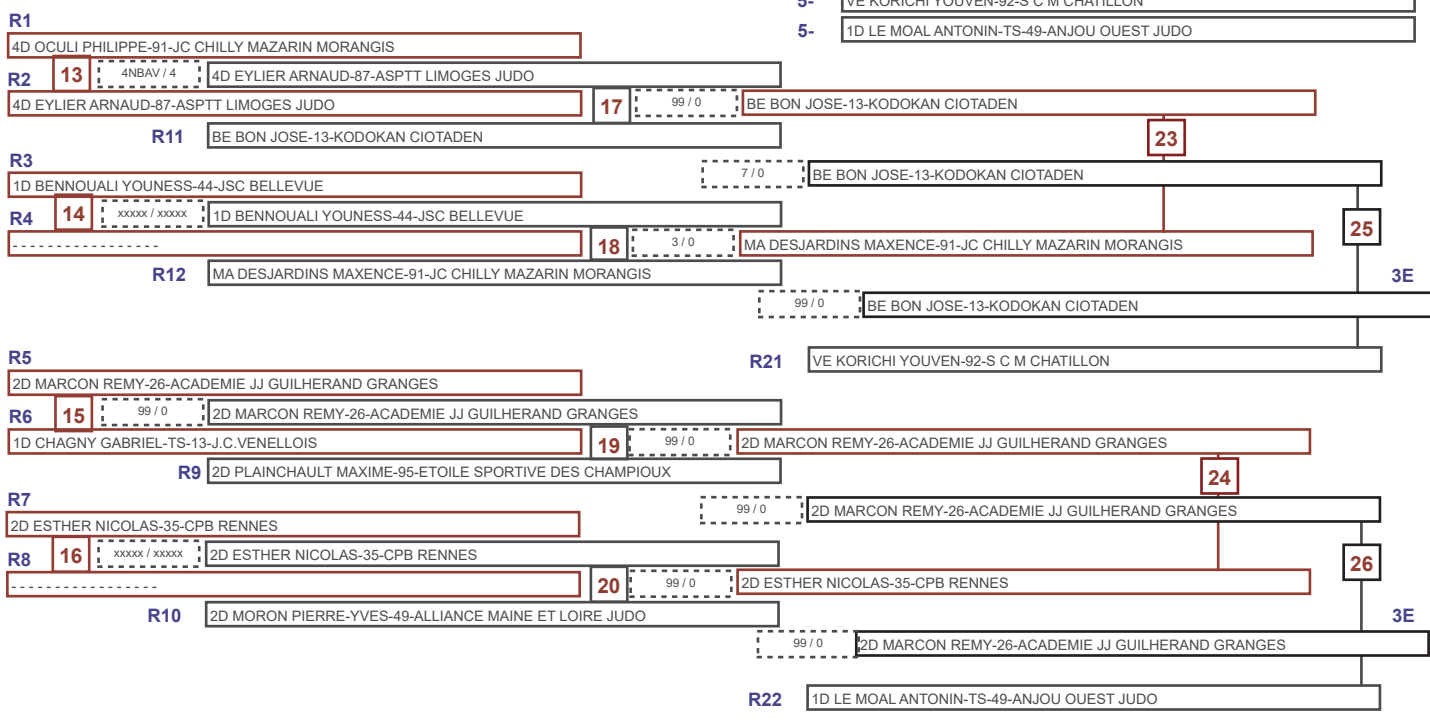 5- VE KORICHI YOUVEN-92-S C M CHATILLON
R1
5- 1D LE MOAL ANTONIN-TS-49-ANJOU OUEST JUDO
4D OCULI PHILIPPE-91-JC CHILLY MAZARIN MORANGIS
R2 13 4NBAV / 4 4D EYLIER ARNAUD-87-ASPTT LIMOGES JUDO
4D EYLIER ARNAUD-87-ASPTT LIMOGES JUDO 17 99 / 0 BE BON JOSE-13-KODOKAN CIOTADEN
R11 BE BON JOSE-13-KODOKAN CIOTADEN 23
R3
7 / 0 BE BON JOSE-13-KODOKAN CIOTADEN
1D BENNOUALI YOUNESS-44-JSC BELLEVUE
R4 14 xxxxx / xxxxx 1D BENNOUALI YOUNESS-44-JSC BELLEVUE 25
- - - - - - - - - - - - - - - - - 18 3 / 0 MA DESJARDINS MAXENCE-91-JC CHILLY MAZARIN MORANGIS
R12 MA DESJARDINS MAXENCE-91-JC CHILLY MAZARIN MORANGIS 3E
99 / 0 BE BON JOSE-13-KODOKAN CIOTADEN
R5
R21 VE KORICHI YOUVEN-92-S C M CHATILLON
2D MARCON REMY-26-ACADEMIE JJ GUILHERAND GRANGES
R6 15 99 / 0 2D MARCON REMY-26-ACADEMIE JJ GUILHERAND GRANGES
1D CHAGNY GABRIEL-TS-13-J.C.VENELLOIS 19 99 / 0 2D MARCON REMY-26-ACADEMIE JJ GUILHERAND GRANGES
R9 2D PLAINCHAULT MAXIME-95-ETOILE SPORTIVE DES CHAMPIOUX 24
R7
99 / 0 2D MARCON REMY-26-ACADEMIE JJ GUILHERAND GRANGES
2D ESTHER NICOLAS-35-CPB RENNES
R8 16 xxxxx / xxxxx 2D ESTHER NICOLAS-35-CPB RENNES 26
- - - - - - - - - - - - - - - - - 20 99 / 0 2D ESTHER NICOLAS-35-CPB RENNES
R10 2D MORON PIERRE-YVES-49-ALLIANCE MAINE ET LOIRE JUDO 3E
99 / 0 2D MARCON REMY-26-ACADEMIE JJ GUILHERAND GRANGES
R22 1D LE MOAL ANTONIN-TS-49-ANJOU OUEST JUDO